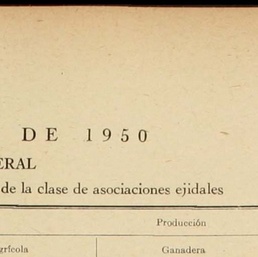 DE 1950
ERAL
de la clase de asociaciones ejidales
Producción
grícola Ganadera